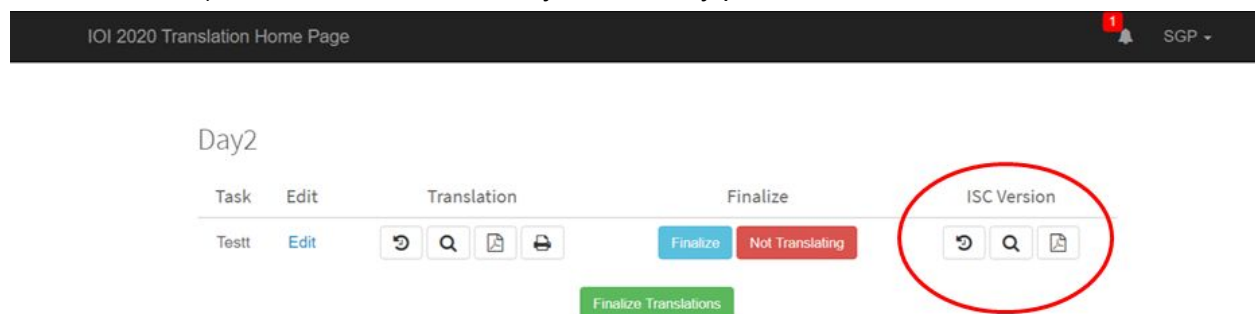 IOI 2020 Translation Home Page 1 SGP
Day2
Task Edit Translation Finalize ISC Version
Testt Edit Finalize Not Translating
Finalize Translations